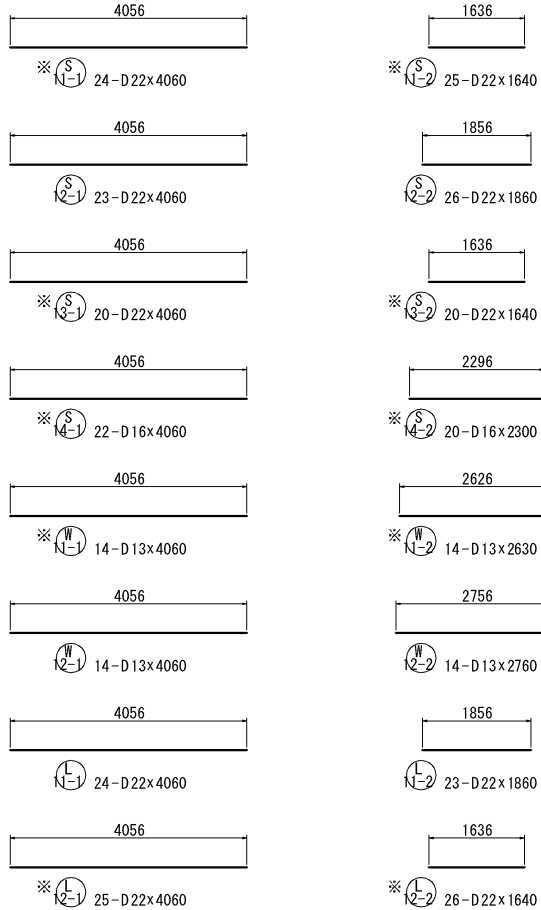 4056 1636
※ S 11-1 24-D22×4060 ※ S 11-2 25-D22×1640
4056 1856
S 12-1 23-D22×4060 S 12-2 26-D22×1860
4056 1636
※ S 13-1 20-D22×4060 ※ S 13-2 20-D22×1640
4056 2296
※ S 14-1 22-D16×4060 ※ S 14-2 20-D16×2300
4056 2626
※ W 11-1 14-D13×4060 ※ W 11-2 14-D13×2630
4056 2756
W 12-1 14-D13×4060 W 12-2 14-D13×2760
4056 1856
L 11-1 24-D22×4060 L 11-2 23-D22×1860
4056 1636
※ L 12-1 25-D22×4060 ※ L 12-2 26-D22×1640